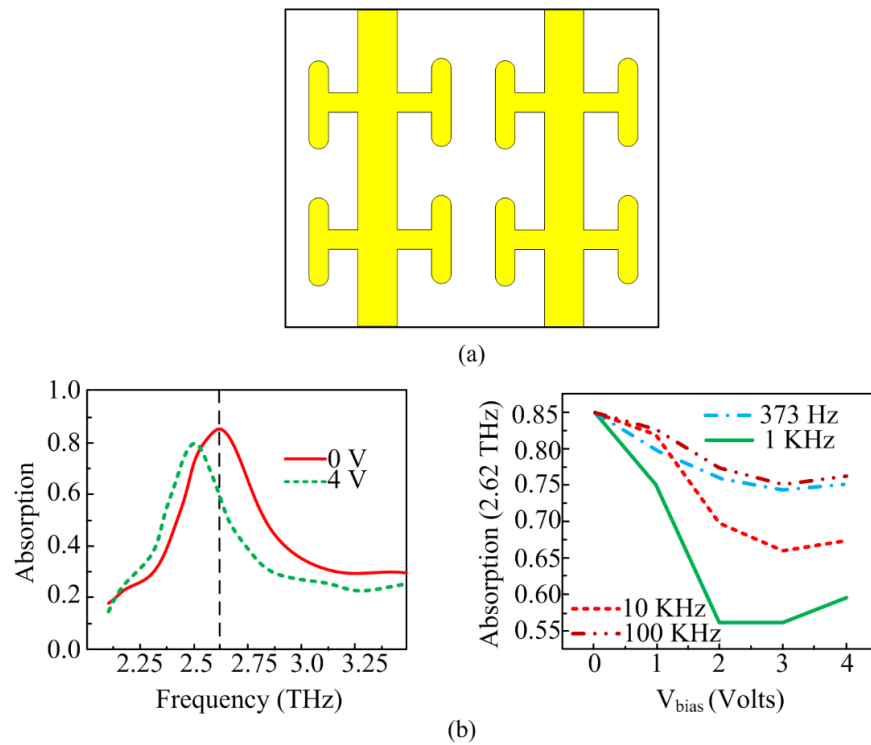 (a)
1.0
0.8
0.6
0.4
0.2
0.0
Absorption
0 V
4 V
2.25
2.5
2.75
3.0
3.25
Frequency (THz)
0.85
0.80
0.75
0.70
0.65
0.60
0.55
Absorption (2.62 THz)
373 Hz
1 KHz
10 KHz
100 KHz
0 1 2 3 4
V_bias (Volts)
(b)